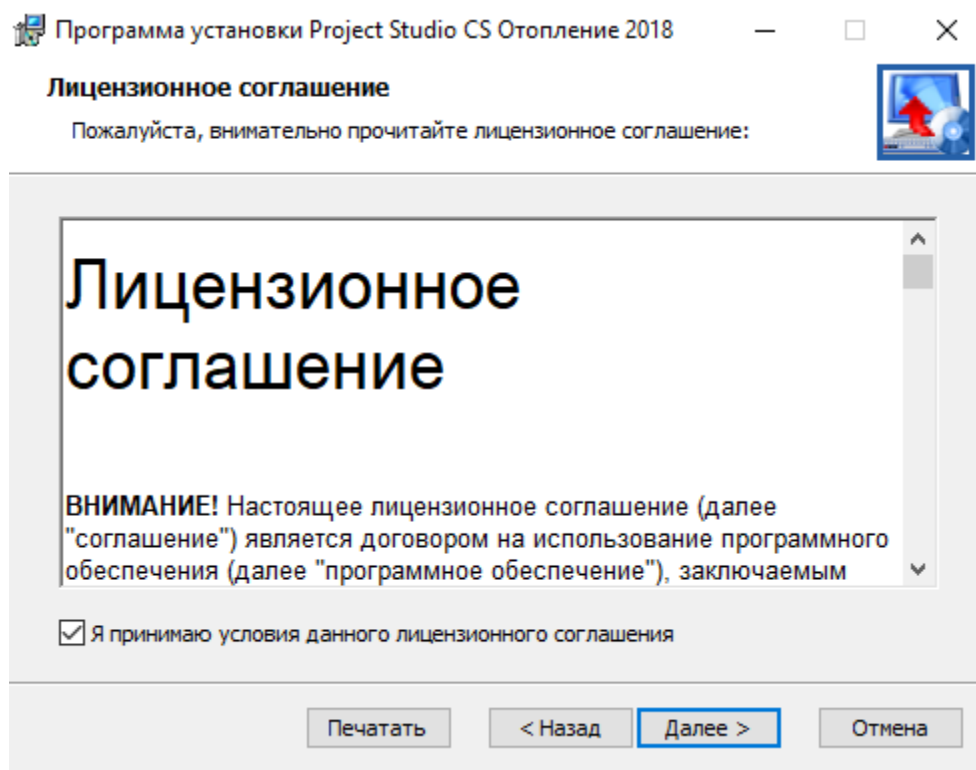 Программа установки Project Studio CS Отопление 2018
Лицензионное соглашение
Пожалуйста, внимательно прочитайте лицензионное соглашение:
Лицензионное
соглашение
ВНИМАНИЕ! Настоящее лицензионное соглашение (далее
"соглашение") является договором на использование программного
обеспечения (далее "программное обеспечение"), заключаемым
Я принимаю условия данного лицензионного соглашения
Печатать < Назад Далее > Отмена